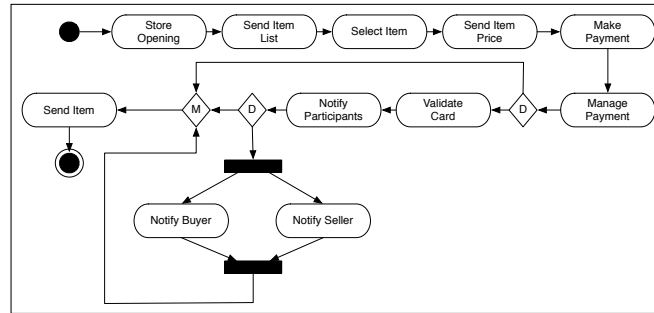 Store
Opening
Send Item
List
Select Item
Send Item
Price
Make
Payment
Send Item
M
D
Notify
Participants
Validate
Card
D
Manage
Payment
Notify Buyer
Notify Seller